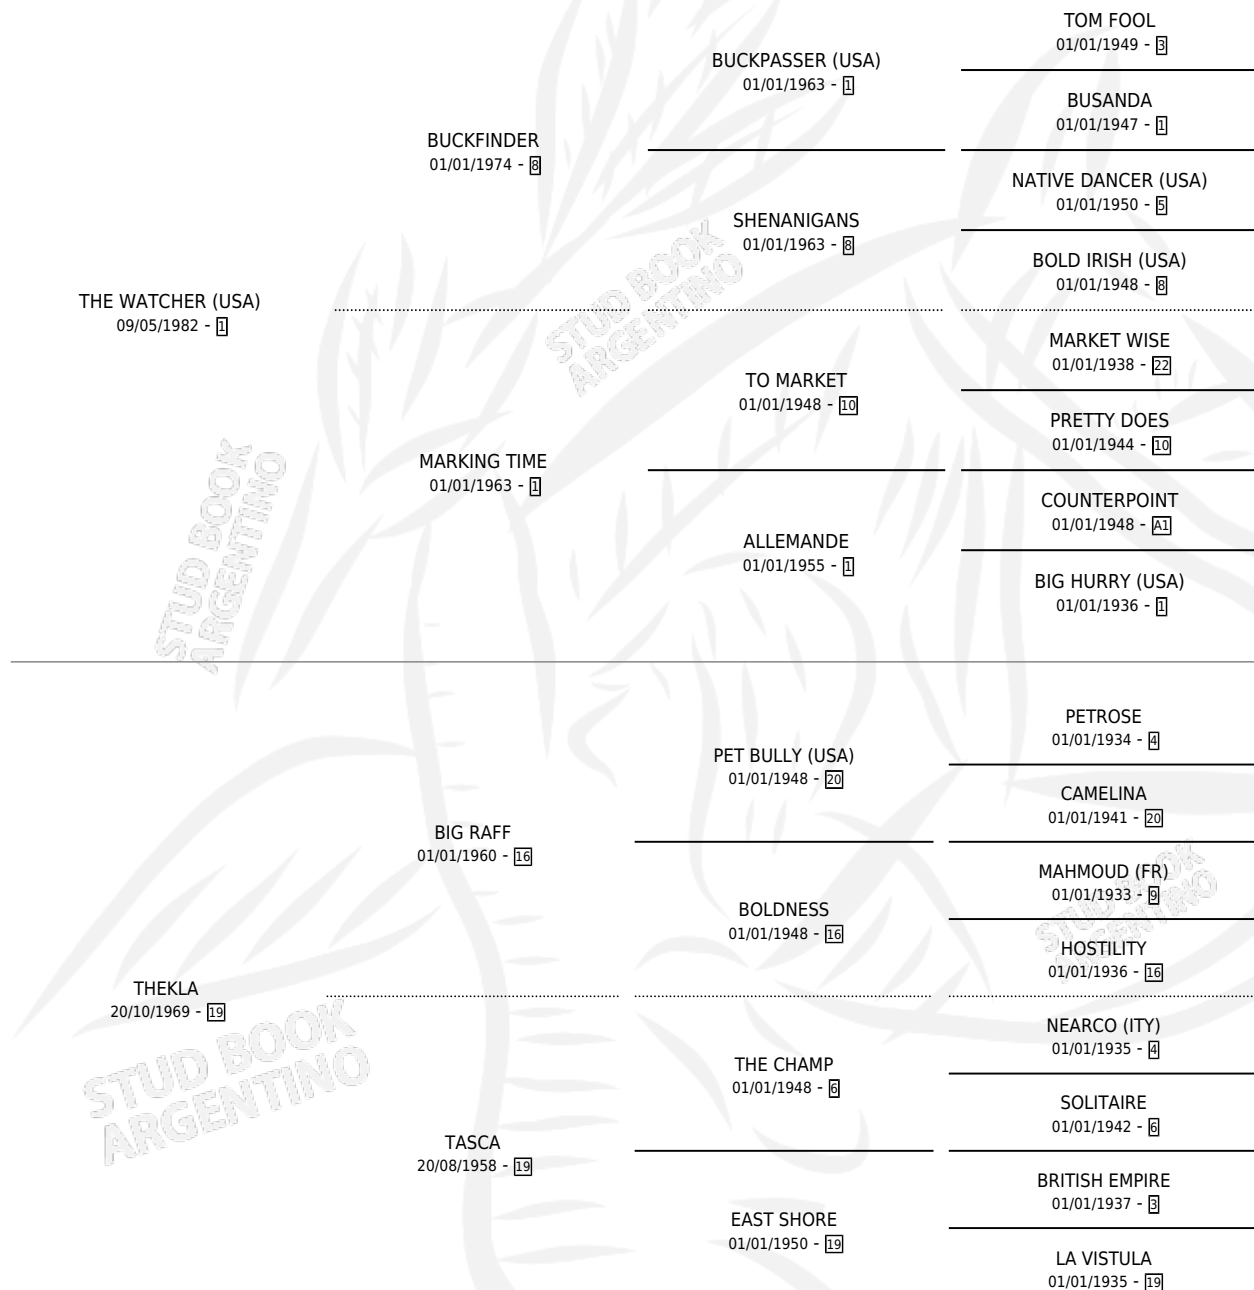 TOM FOOL
01/01/1949 - 3
BUCKPASSER (USA)
01/01/1963 - 1
BUSANDA
01/01/1947 - 1
BUCKFINDER
01/01/1974 - 8
NATIVE DANCER (USA)
01/01/1950 - 5
SHENANIGANS
01/01/1963 - 8
BOLD IRISH (USA)
01/01/1948 - 8
THE WATCHER (USA)
09/05/1982 - 1
MARKET WISE
01/01/1938 - 22
TO MARKET
01/01/1948 - 10
PRETTY DOES
01/01/1944 - 10
MARKING TIME
01/01/1963 - 1
COUNTERPOINT
01/01/1948 - A1
ALLEMANDE
01/01/1955 - 1
BIG HURRY (USA)
01/01/1936 - 1
PETROSE
01/01/1934 - 4
PET BULLY (USA)
01/01/1948 - 20
CAMELINA
01/01/1941 - 20
BIG RAFF
01/01/1960 - 16
MAHMOUD (FR)
01/01/1933 - 9
BOLDNESS
01/01/1948 - 16
HOSTILITY
01/01/1936 - 16
THEKLA
20/10/1969 - 19
NEARCO (ITY)
01/01/1935 - 4
THE CHAMP
01/01/1948 - 6
SOLITAIRE
01/01/1942 - 6
TASCA
20/08/1958 - 19
BRITISH EMPIRE
01/01/1937 - 3
EAST SHORE
01/01/1950 - 19
LA VISTULA
01/01/1935 - 19
STUD BOOK
ARGENTINO
STUD BOOK
ARGENTINO
STUD BOOK
ARGENTINO
STUD BOOK
ARGENTINO